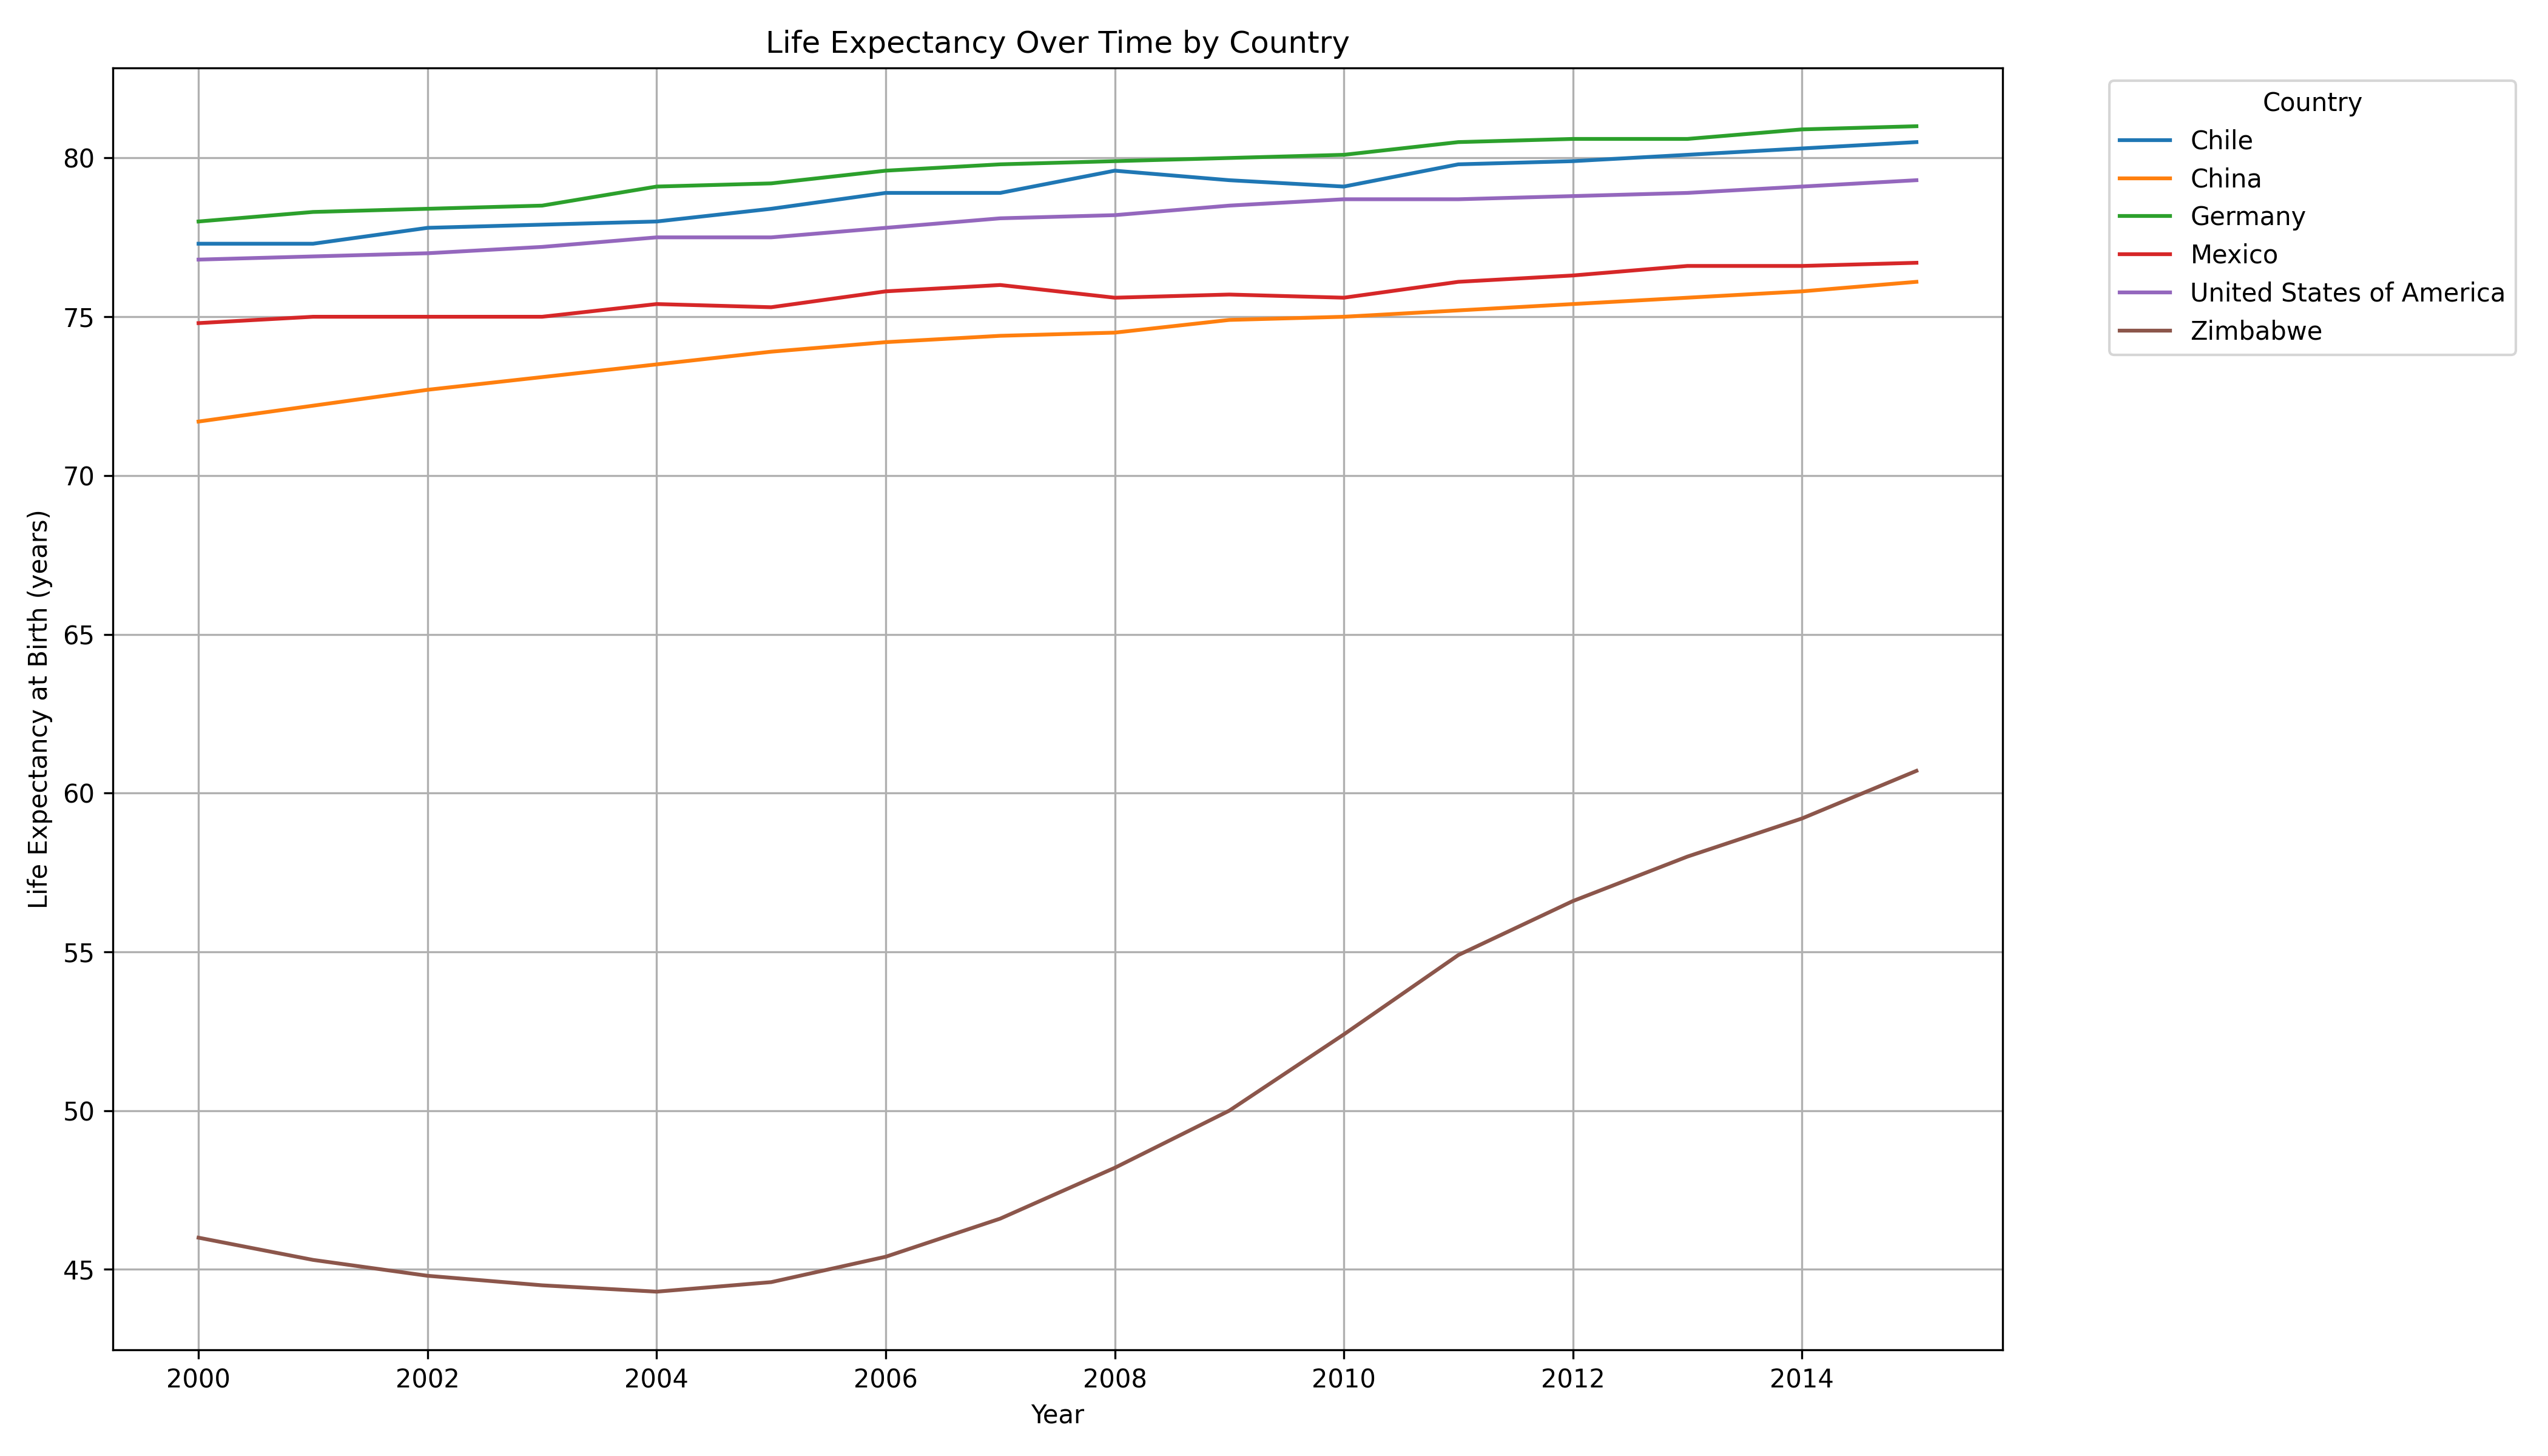 Life Expectancy Over Time by Country
Country
Chile
China
Germany
Mexico
United States of America
Zimbabwe
Life Expectancy at Birth (years)
80
75
70
65
60
55
50
45
2000 2002 2004 2006 2008 2010 2012 2014
Year